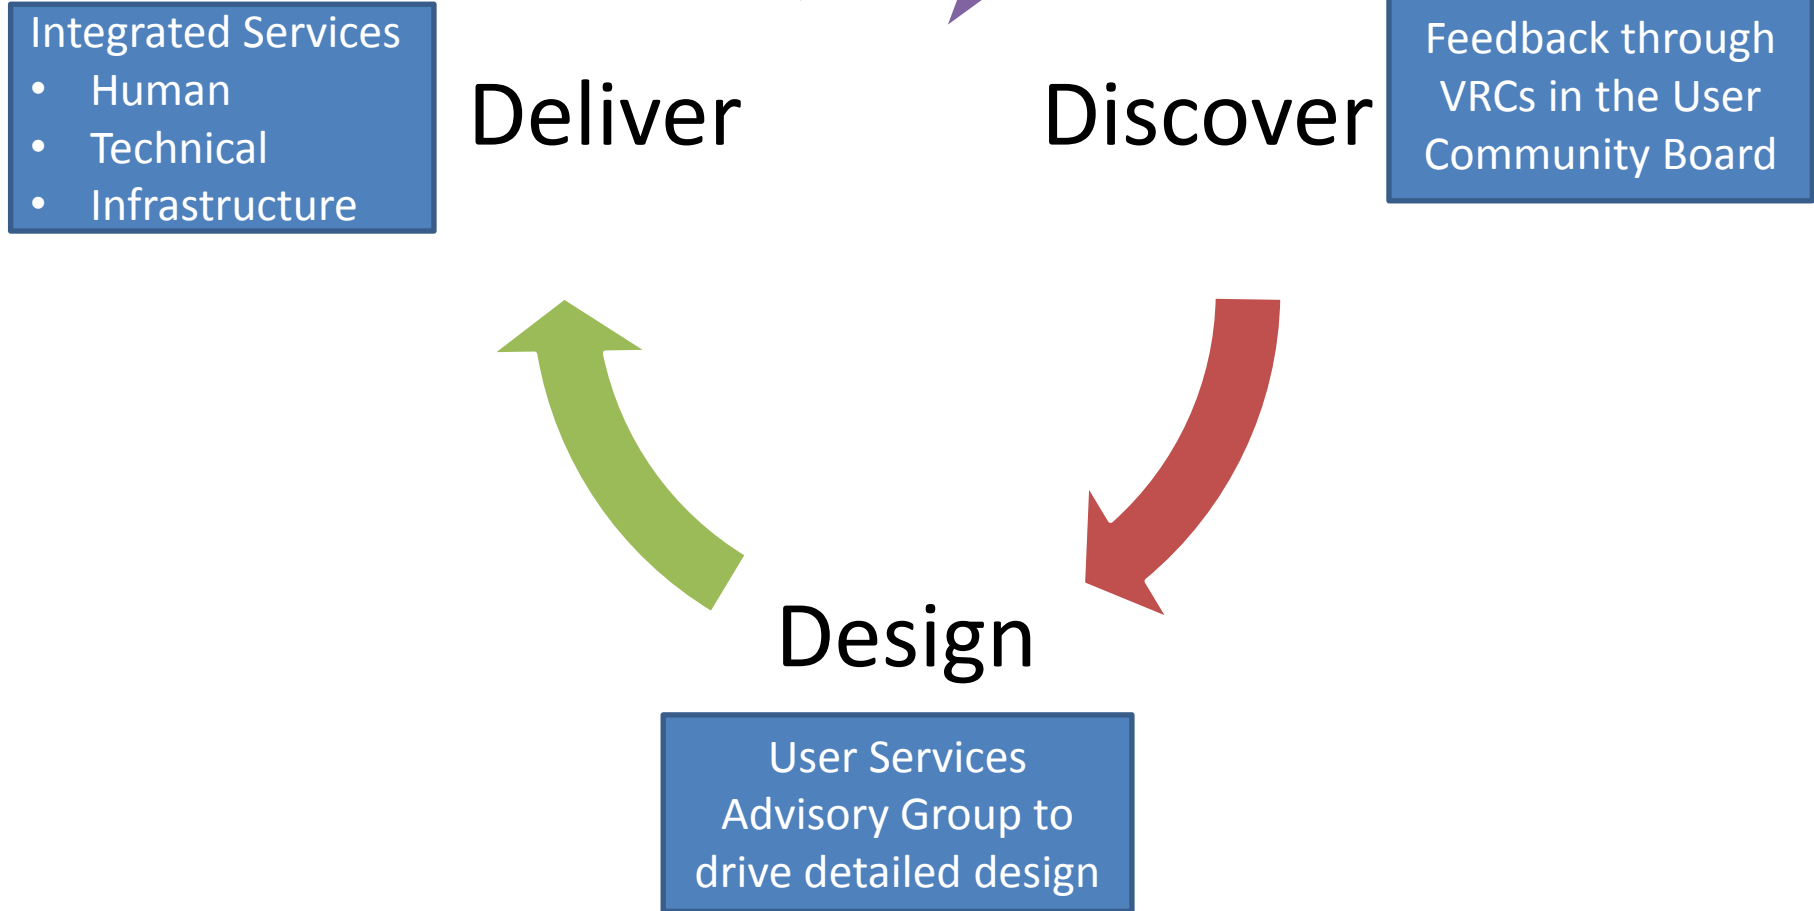 Integrated Services
• Human
• Technical
• Infrastructure
Deliver
Discover
Feedback through
VRCs in the User
Community Board
Design
User Services
Advisory Group to
drive detailed design